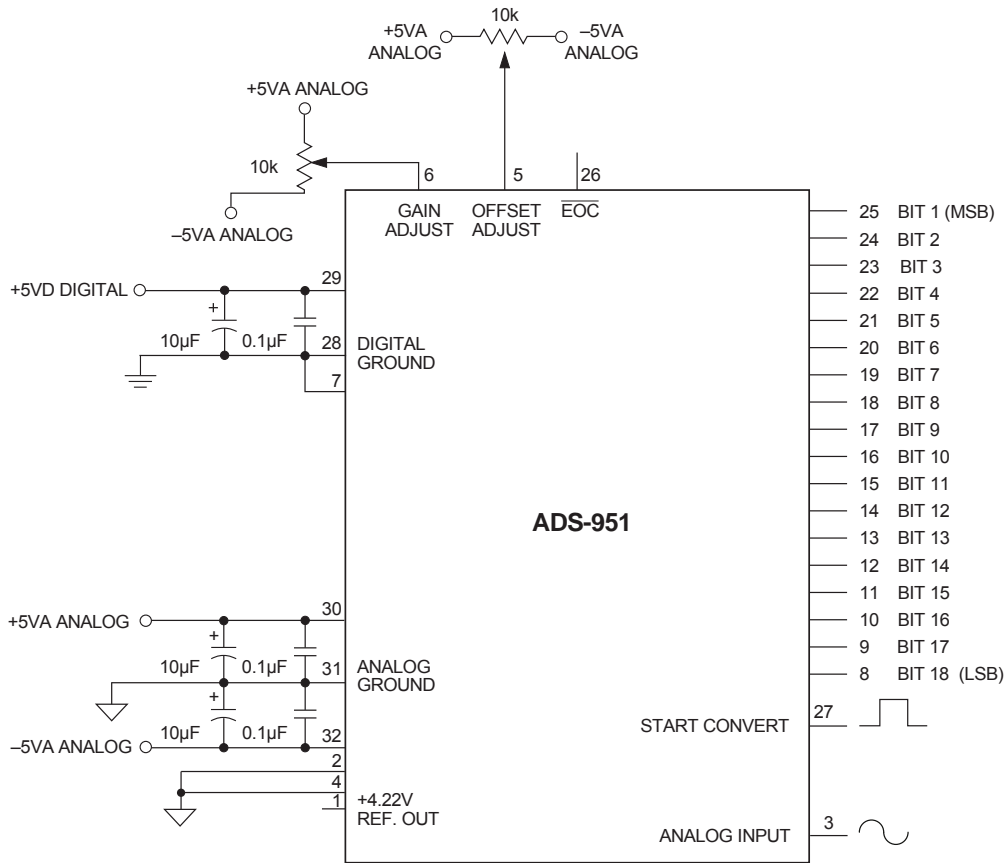 10k
+5VA ANALOG
–5VA ANALOG
+5VA ANALOG
10k
–5VA ANALOG
6
5
26
GAIN ADJUST
OFFSET ADJUST
EOC
+5VD DIGITAL
29
+
10µF
0.1µF
28
DIGITAL GROUND
7
ADS-951
+5VA ANALOG
30
+
10µF
0.1µF
31
ANALOG GROUND
+
10µF
0.1µF
–5VA ANALOG
32
2
4
1
+4.22V REF. OUT
25 BIT 1 (MSB)
24 BIT 2
23 BIT 3
22 BIT 4
21 BIT 5
20 BIT 6
19 BIT 7
18 BIT 8
17 BIT 9
16 BIT 10
15 BIT 11
14 BIT 12
13 BIT 13
12 BIT 14
11 BIT 15
10 BIT 16
9 BIT 17
8 BIT 18 (LSB)
START CONVERT 27
ANALOG INPUT 3